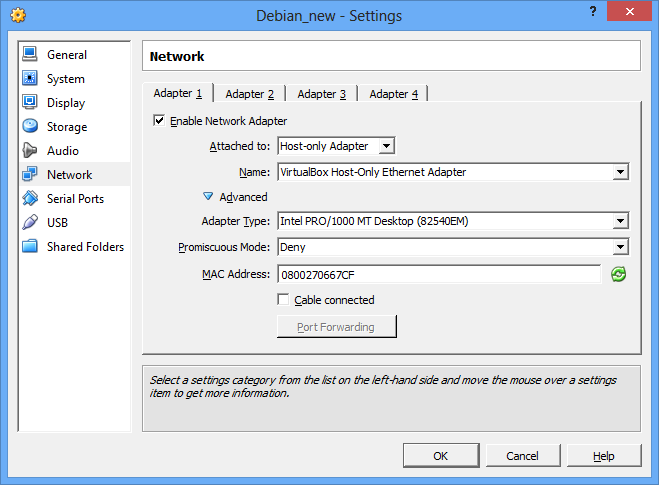 Debian_new - Settings
?
General
System
Display
Storage
Audio
Network
Serial Ports
USB
Shared Folders
Network
Adapter 1 Adapter 2 Adapter 3 Adapter 4
Enable Network Adapter
Attached to: Host-only Adapter
Name: VirtualBox Host-Only Ethernet Adapter
Advanced
Adapter Type: Intel PRO/1000 MT Desktop (82540EM)
Promiscuous Mode: Deny
MAC Address: 0800270667CF
Cable connected
Port Forwarding
Select a settings category from the list on the left-hand side and move the mouse over a settings
item to get more information.
OK Cancel Help